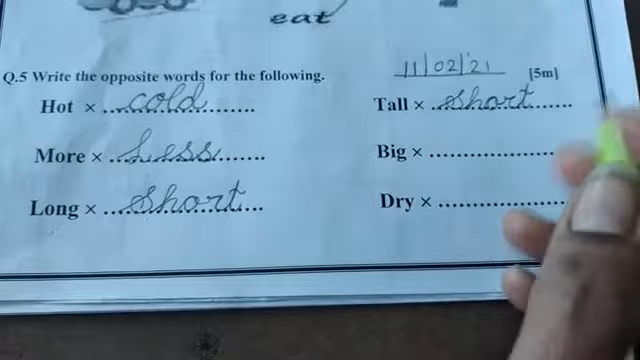 eat
Q.5 Write the opposite words for the following.
11/02/21 [5m]
Hot × cold
Tall × short
More × Less
Big ×
Long × short
Dry ×